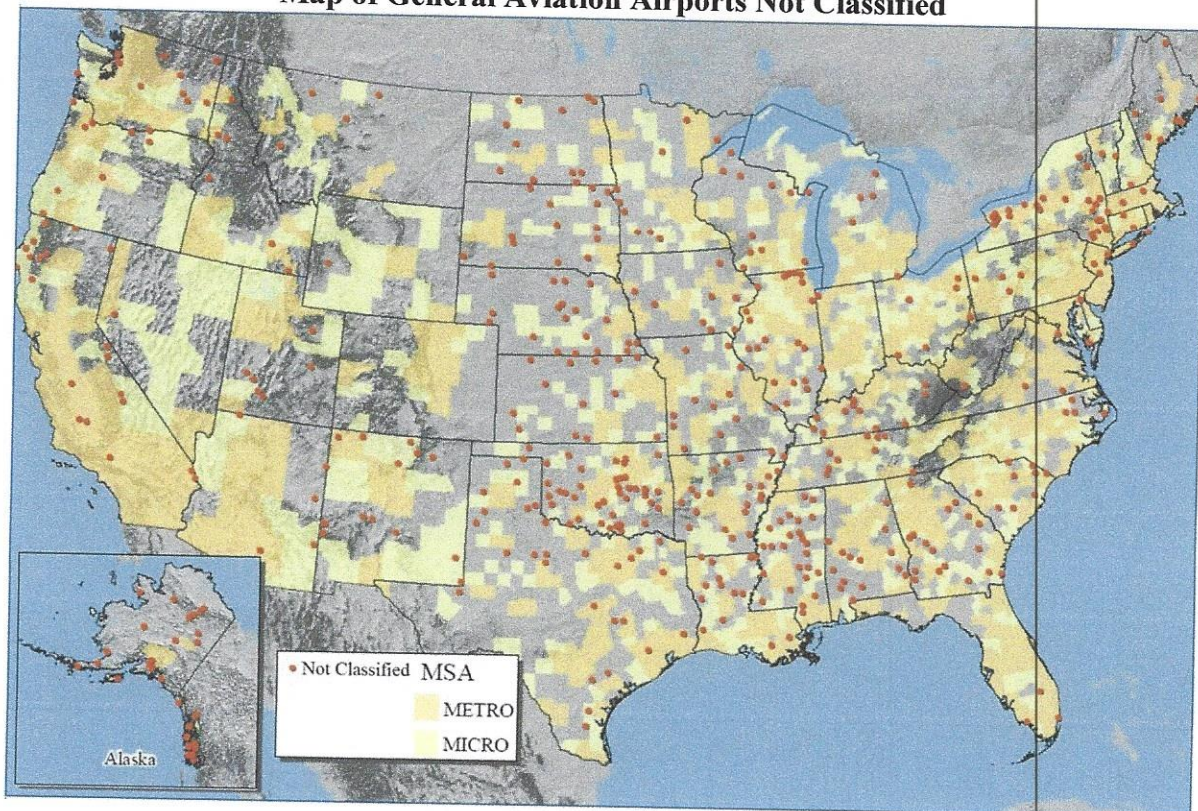 Map of General Aviation Airports Not Classified
Not Classified MSA
METRO
MICRO
Alaska